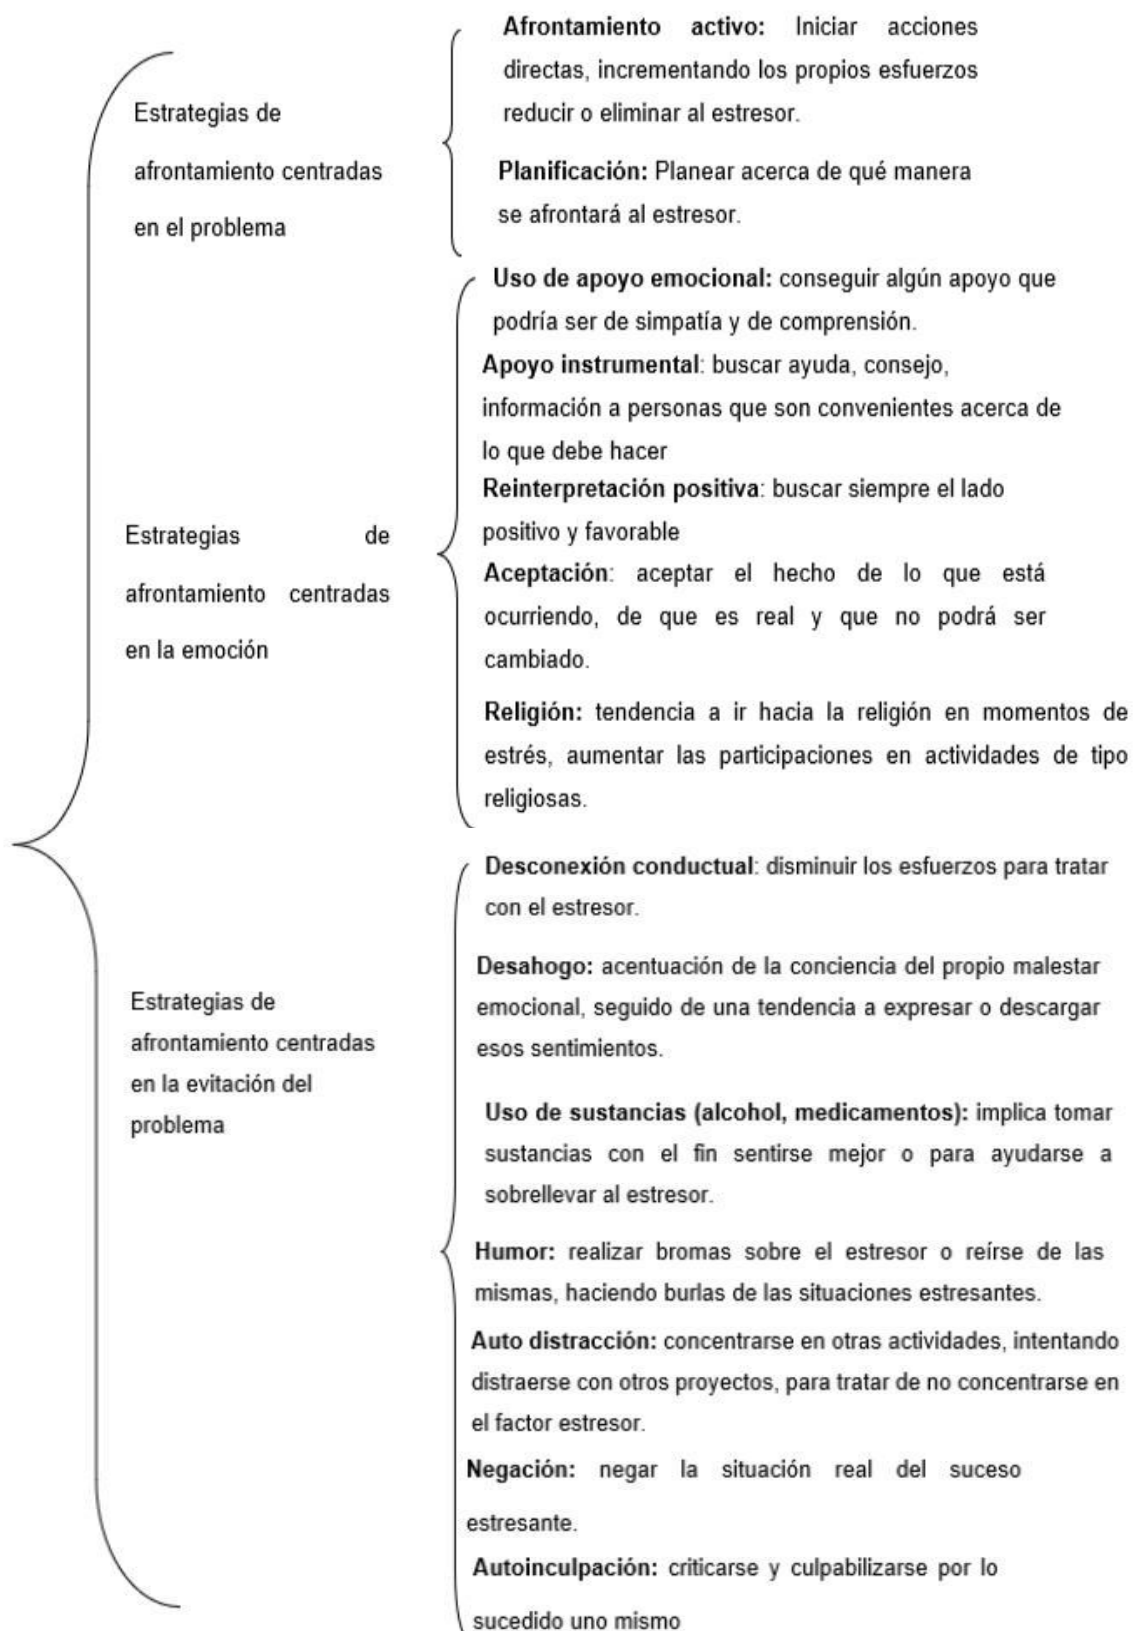 Estrategias de
afrontamiento centradas
en el problema
Afrontamiento activo: Iniciar acciones
directas, incrementando los propios esfuerzos
reducir o eliminar al estresor.
Planificación: Planear acerca de qué manera
se afrontará al estresor.
Estrategias de
afrontamiento centradas
en la emoción
Uso de apoyo emocional: conseguir algún apoyo que
podría ser de simpatía y de comprensión.
Apoyo instrumental: buscar ayuda, consejo,
información a personas que son convenientes acerca de
lo que debe hacer
Reinterpretación positiva: buscar siempre el lado
positivo y favorable
Aceptación: aceptar el hecho de lo que está
ocurriendo, de que es real y que no podrá ser
cambiado.
Religión: tendencia a ir hacia la religión en momentos de
estrés, aumentar las participaciones en actividades de tipo
religiosas.
Estrategias de
afrontamiento centradas
en la evitación del
problema
Desconexión conductual: disminuir los esfuerzos para tratar
con el estresor.
Desahogo: acentuación de la conciencia del propio malestar
emocional, seguido de una tendencia a expresar o descargar
esos sentimientos.
Uso de sustancias (alcohol, medicamentos): implica tomar
sustancias con el fin sentirse mejor o para ayudarse a
sobrellevar al estresor.
Humor: realizar bromas sobre el estresor o reírse de las
mismas, haciendo burlas de las situaciones estresantes.
Auto distracción: concentrarse en otras actividades, intentando
distraerse con otros proyectos, para tratar de no concentrarse en
el factor estresor.
Negación: negar la situación real del suceso
estresante.
Autoinculpación: criticarse y culpabilizarse por lo
sucedido uno mismo